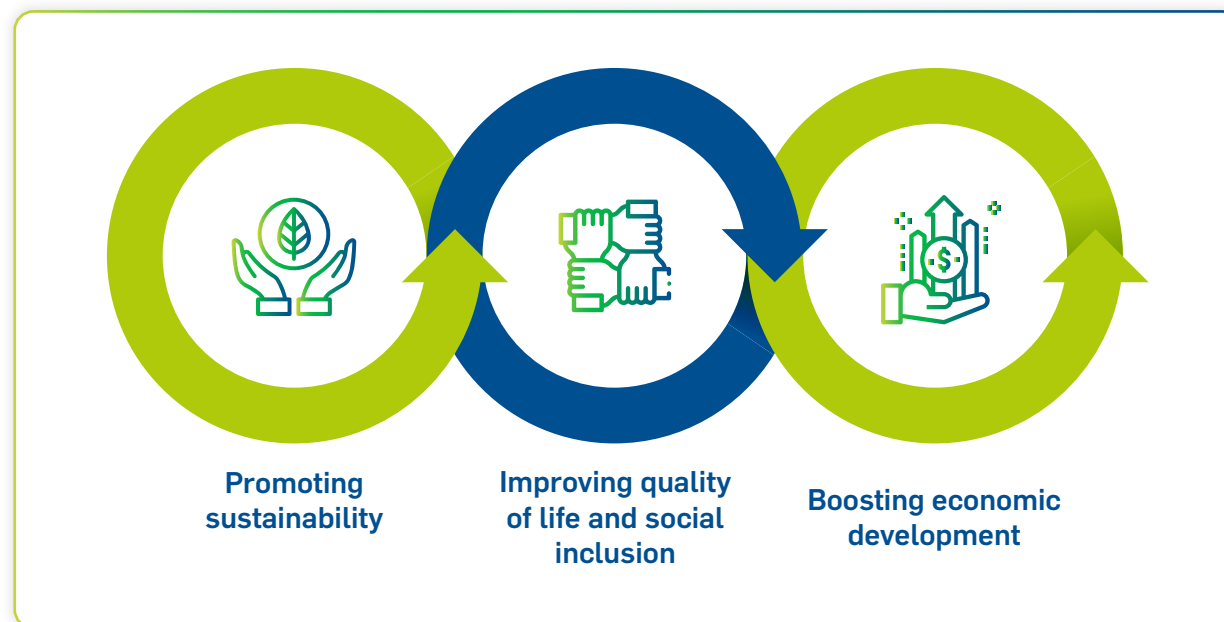 Promoting
sustainability
Improving quality
of life and social
inclusion
Boosting economic
development
$